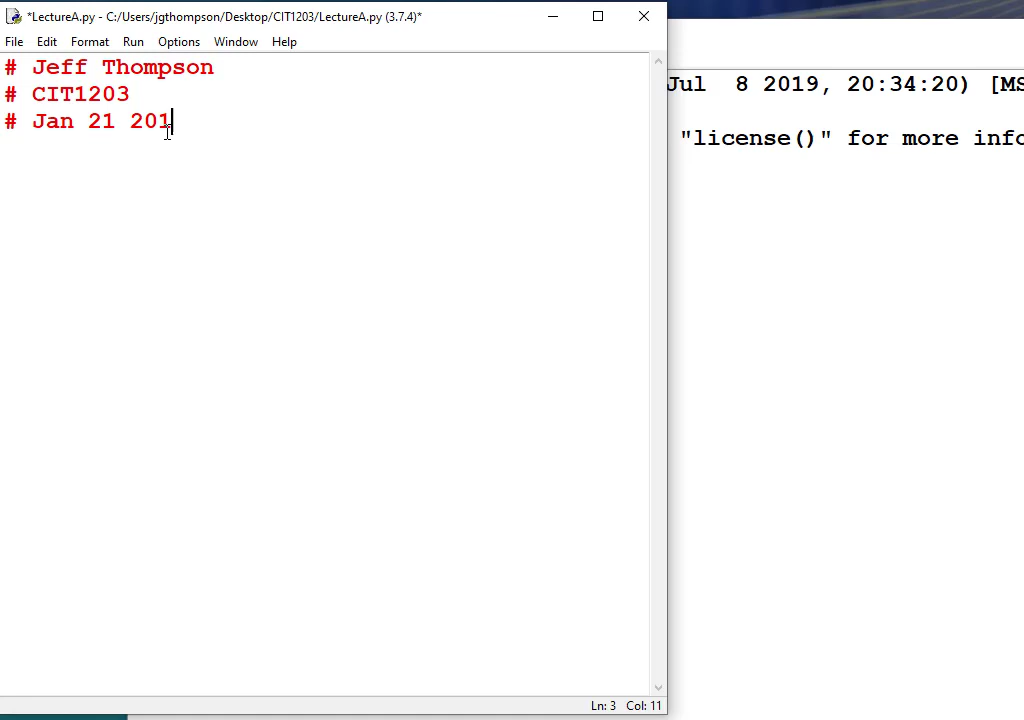 *LectureA.py - C:/Users/jgthompson/Desktop/CIT1203/LectureA.py (3.7.4)*
File Edit Format Run Options Window Help
# Jeff Thompson
# CIT1203
# Jan 21 201
Jul 8 2019, 20:34:20) [MS
"license()" for more info
Ln: 3 Col: 11